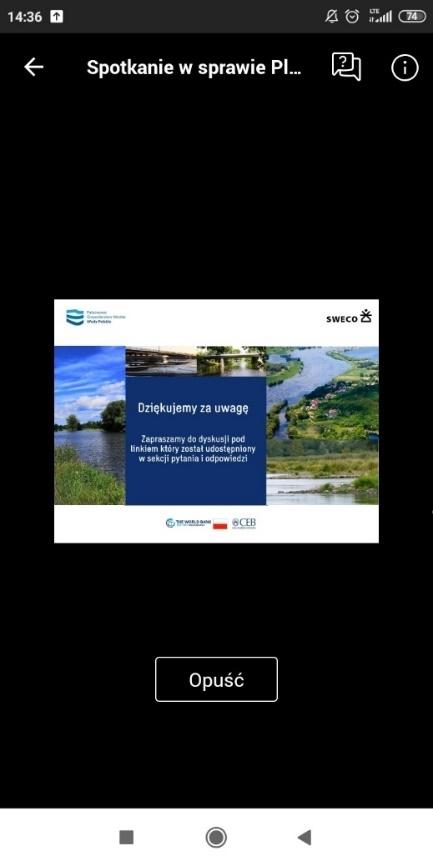 14:36
LTE
74
Spotkanie w sprawie Pl...
Państwowe
Gospodarstwo Wodne
Wody Polskie
SWECO
Dziękujemy za uwagę
Zapraszamy do dyskusji pod
linkiem który został udostępniony
w sekcji pytania i odpowiedzi
THE WORLD BANK
CEB
Opuść